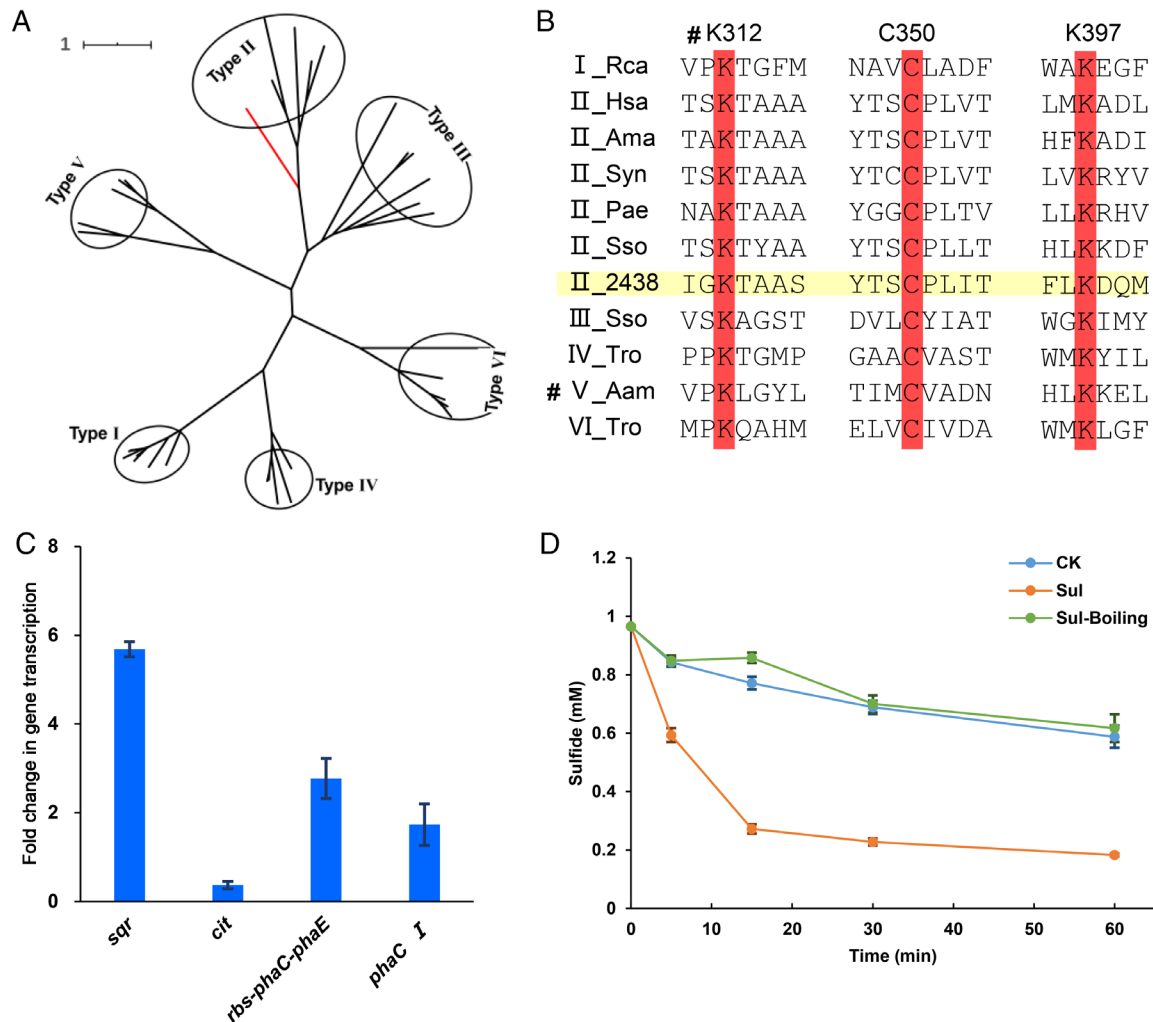 A
1
Type II
Type III
Type V
Type VI
Type I
Type IV
B
# K312 C350 K397
I_Rca VPKTGFM NAVCLADF WAKEGF
II_Hsa TSKTAAA YTSCPLVT LMKADL
II_Ama TAKTAAA YTSCPLVT HFKADI
II_Syn TSKTAAA YTCCPLVT LVKRYV
II_Pae NAKTAAA YGGCPLTV LLKRHV
II_Sso TSKTYAA YTSCPLLT HLKKDF
II_2438 IGKTAAS YTSCPLIT FLKDQM
III_Sso VSKAGST DVLCYIAT WGKIMY
IV_Tro PPKTGMP GAACVAST WMKYIL
# V_Aam VPKLGYL TIMCVADN HLKKEL
VI_Tro MPKQAHM ELVCIVDA WMKLGF
C
Fold change in gene transcription
8
6
4
2
0
sqr
cit
rbs-phaC-phaE
phaC I
D
Sulfide (mM)
1.2
1
0.8
0.6
0.4
0.2
0
0 10 20 30 40 50 60
Time (min)
CK
Sul
Sul-Boiling